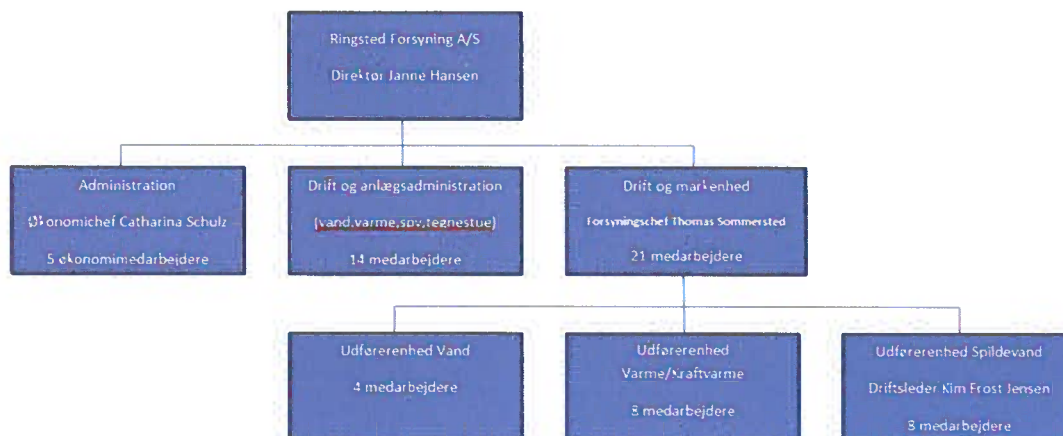 Ringsted Forsyning A/S
Direktør Janne Hansen
Administration
Økonomichef Catharina Schulz
5 økonomimedarbejdere
Drift og anlægsadministration
(vand,varme,spv,tegnestue)
14 medarbejdere
Drift og markenhed
Forsyningschef Thomas Sommersted
21 medarbejdere
Udførerenhed Vand
4 medarbejdere
Udførerenhed
Varme/Kraftvarme
8 medarbejdere
Udførerenhed Spildevand
Driftsleder Kim Frost Jensen
8 medarbejdere